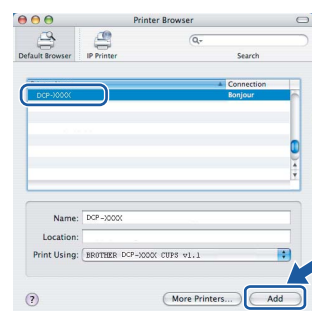 Printer Browser
Default Browser
IP Printer
Search
Connection
DCP-XXXX
Bonjour
Name: DCP-XXXX
Location:
Print Using: BROTHER DCP-XXXX CUPS v1.1
?
More Printers...
Add